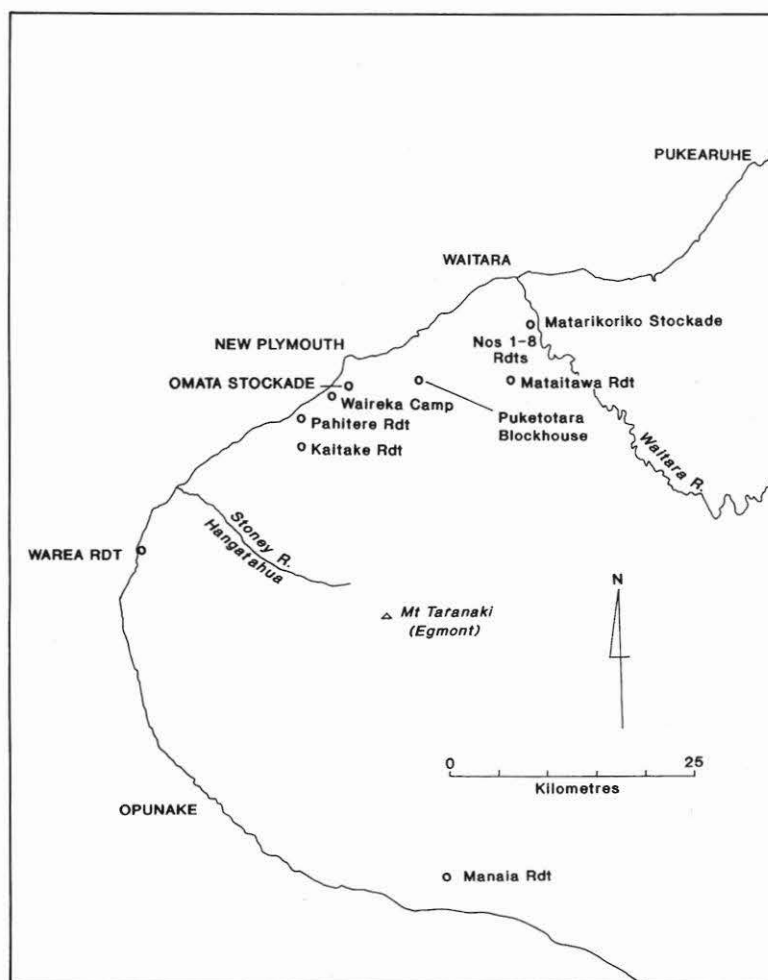 PUKEARUHE
WAITARA
Matarikoriko Stockade
NEW PLYMOUTH
Nos 1-8
Rdts
OMATA STOCKADE
Mataitawa Rdt
Waireka Camp
Puketotara
Blockhouse
Pahitere Rdt
Kaitake Rdt
Waitara R.
Stoney R.
Hangatahua
WAREA RDT
N
Mt Taranaki
(Egmont)
0 25
Kilometres
OPUNAKE
Manaia Rdt